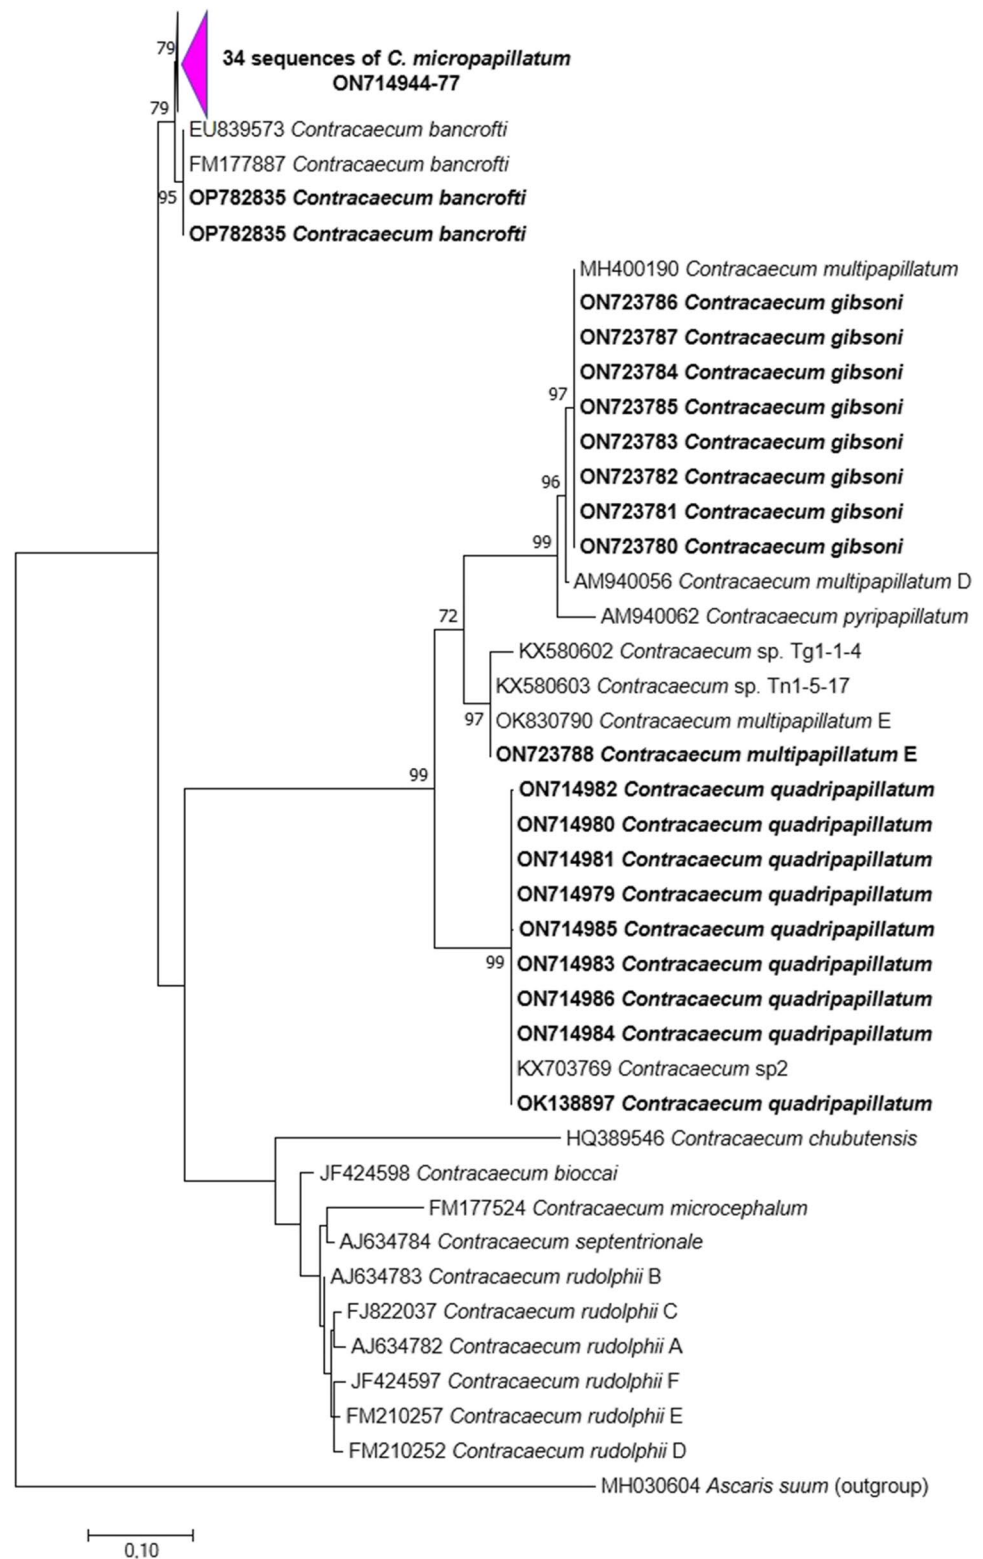 79
34 sequences of C. micropapillatum
ON714944-77
79
EU839573 Contracaecum bancrofti
FM177887 Contracaecum bancrofti
95
OP782835 Contracaecum bancrofti
OP782835 Contracaecum bancrofti
MH400190 Contracaecum multipapillatum
ON723786 Contracaecum gibsoni
ON723787 Contracaecum gibsoni
ON723784 Contracaecum gibsoni
97
ON723785 Contracaecum gibsoni
ON723783 Contracaecum gibsoni
96
ON723782 Contracaecum gibsoni
ON723781 Contracaecum gibsoni
99
ON723780 Contracaecum gibsoni
AM940056 Contracaecum multipapillatum D
72
AM940062 Contracaecum pyripapillatum
KX580602 Contracaecum sp. Tg1-1-4
KX580603 Contracaecum sp. Tn1-5-17
97
OK830790 Contracaecum multipapillatum E
ON723788 Contracaecum multipapillatum E
99
ON714982 Contracaecum quadripapillatum
ON714980 Contracaecum quadripapillatum
ON714981 Contracaecum quadripapillatum
ON714979 Contracaecum quadripapillatum
ON714985 Contracaecum quadripapillatum
99
ON714983 Contracaecum quadripapillatum
ON714986 Contracaecum quadripapillatum
ON714984 Contracaecum quadripapillatum
KX703769 Contracaecum sp2
OK138897 Contracaecum quadripapillatum
HQ389546 Contracaecum chubutensis
JF424598 Contracaecum bioccai
FM177524 Contracaecum microcephalum
AJ634784 Contracaecum septentrionale
AJ634783 Contracaecum rudolphii B
FJ822037 Contracaecum rudolphii C
AJ634782 Contracaecum rudolphii A
JF424597 Contracaecum rudolphii F
FM210257 Contracaecum rudolphii E
FM210252 Contracaecum rudolphii D
MH030604 Ascaris suum (outgroup)
0,10